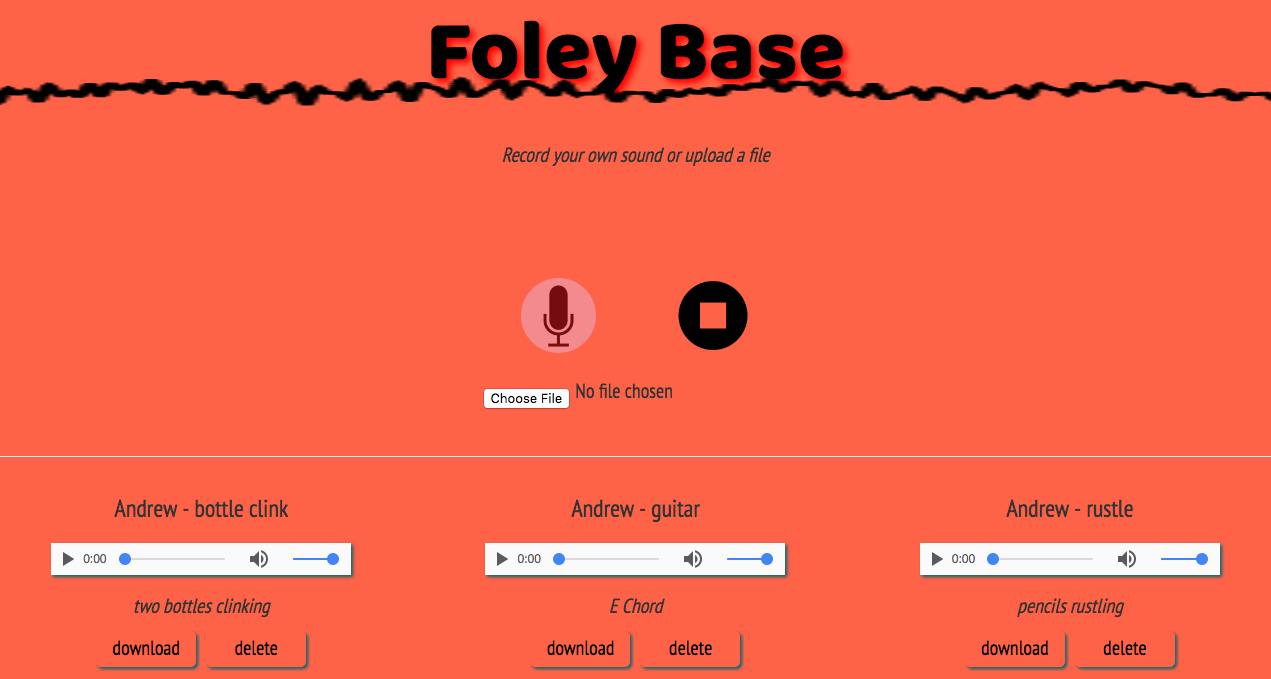 Foley Base
Record your own sound or upload a file
Choose File No file chosen
Andrew - bottle clink
0:00
two bottles clinking
download delete
Andrew - guitar
0:00
E Chord
download delete
Andrew - rustle
0:00
pencils rustling
download delete